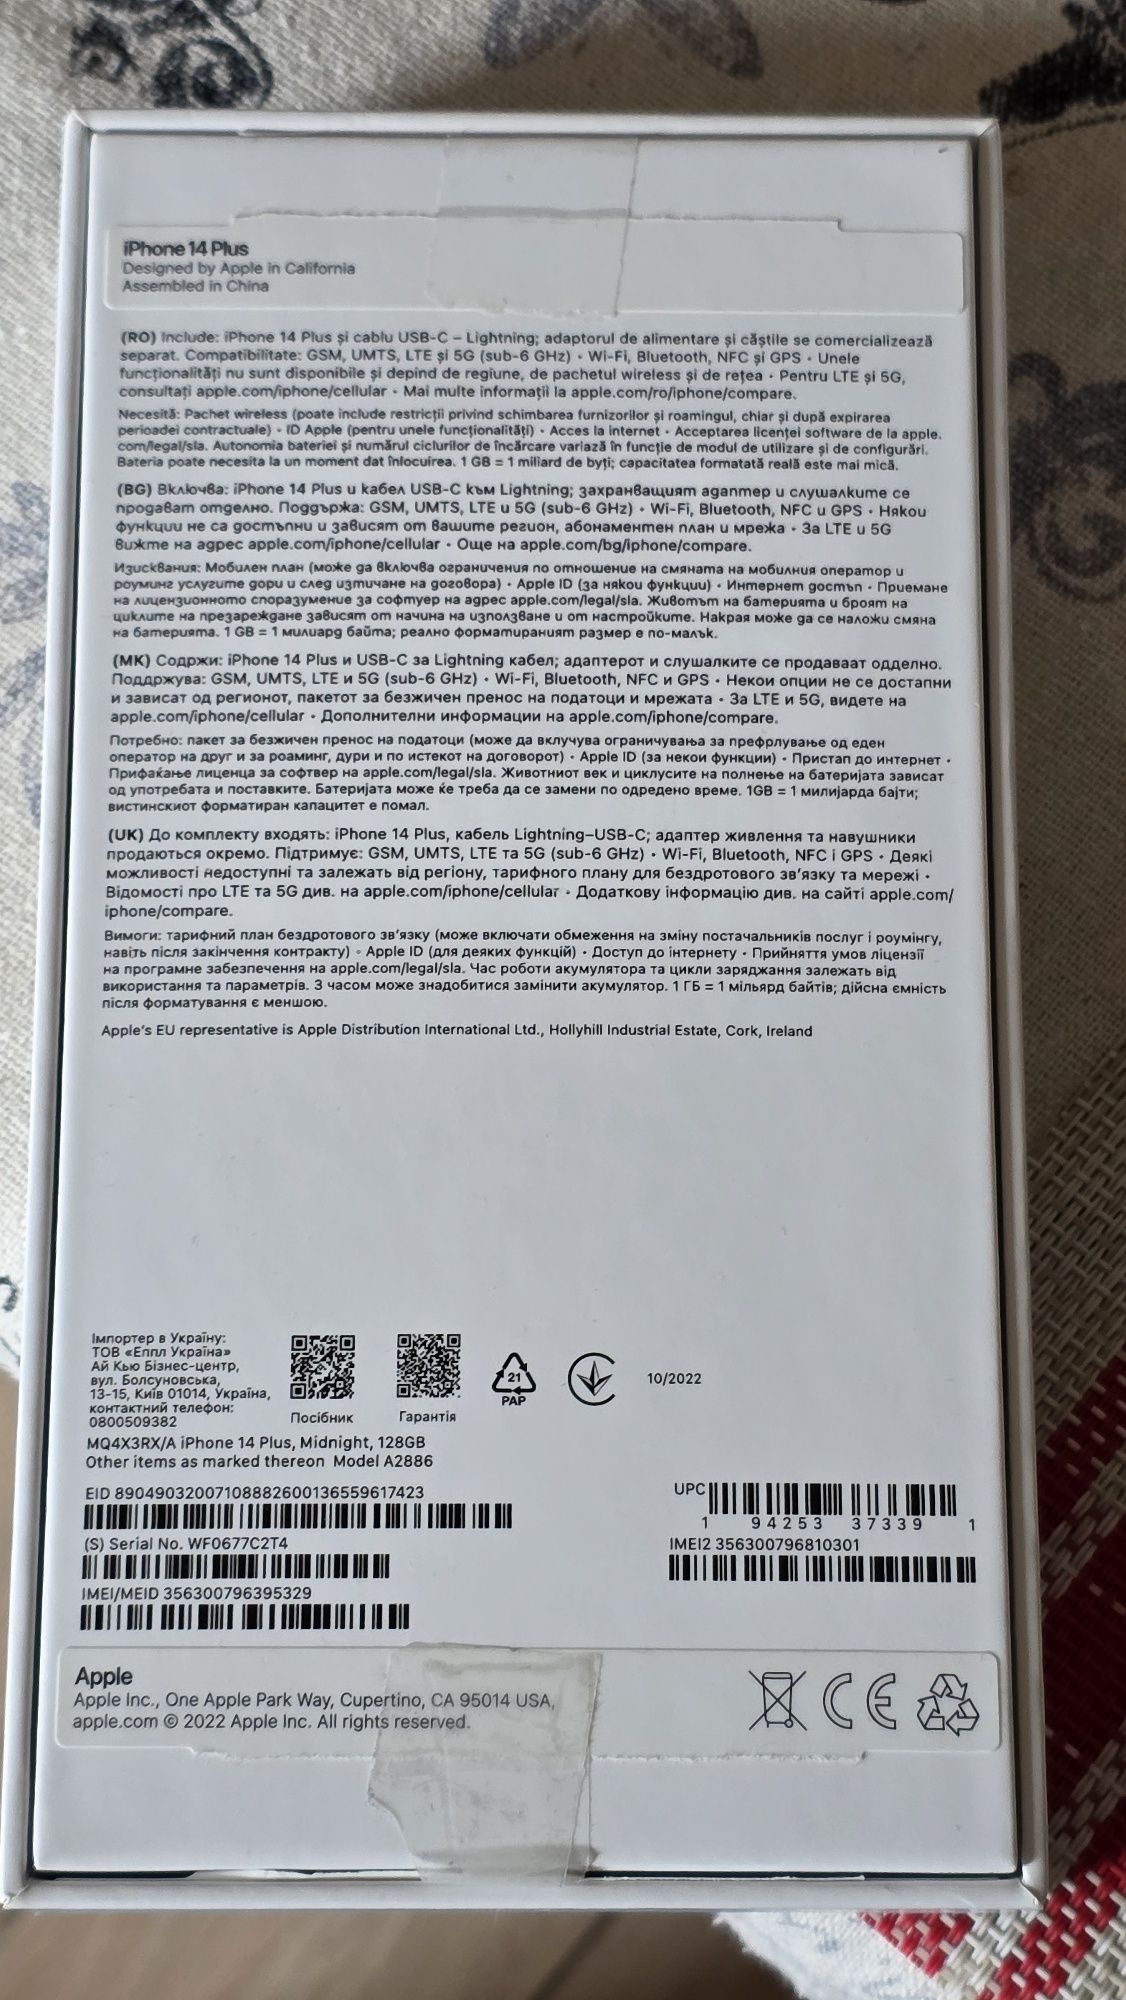 iPhone 14 Plus
Designed by Apple in California
Assembled in China
(RO) Include: iPhone 14 Plus și cablu USB-C – Lightning; adaptorul de alimentare și căștile se comercializează
separat. Compatibilitate: GSM, UMTS, LTE și 5G (sub-6 GHz) • Wi-Fi, Bluetooth, NFC și GPS • Unele
funcționalități nu sunt disponibile și depind de regiune, de pachetul wireless și de rețea • Pentru LTE și 5G,
consultați apple.com/iphone/cellular • Mai multe informații la apple.com/ro/iphone/compare.
Necesită: Pachet wireless (poate include restricții privind schimbarea furnizorilor și roamingul, chiar și după expirarea
perioadei contractuale) • ID Apple (pentru unele funcționalități) • Acces la internet • Acceptarea licenței software de la apple.
com/legal/sla. Autonomia bateriei și numărul ciclurilor de încărcare variază în funcție de modul de utilizare și de configurări.
Bateria poate necesita la un moment dat înlocuirea. 1 GB = 1 miliard de byți; capacitatea formatată reală este mai mică.
(BG) Включва: iPhone 14 Plus и кабел USB-C към Lightning; захранващият адаптер и слушалките се
продават отделно. Поддържа: GSM, UMTS, LTE и 5G (sub-6 GHz) • Wi-Fi, Bluetooth, NFC и GPS • Някои
функции не са достъпни и зависят от вашите регион, абонаментен план и мрежа • За LTE и 5G
вижте на адрес apple.com/iphone/cellular • Още на apple.com/bg/iphone/compare.
Изисквания: Мобилен план (може да включва ограничения по отношение на смяната на мобилния оператор и
роуминг услугите дори и след изтичане на договора) • Apple ID (за някои функции) • Интернет достъп • Приемане
на лицензионното споразумение за софтуер на адрес apple.com/legal/sla. Животът на батерията и броят на
циклите на презареждане зависят от начина на използване и от настройките. Накрая може да се наложи смяна
на батерията. 1 GB = 1 милиард байта; реално форматираният размер е по-малък.
(MK) Содржи: iPhone 14 Plus и USB-C за Lightning кабел; адаптерот и слушалките се продаваат одделно.
Поддржува: GSM, UMTS, LTE и 5G (sub-6 GHz) • Wi-Fi, Bluetooth, NFC и GPS • Некои опции не се достапни
и зависат од регионот, пакетот за безжичен пренос на податоци и мрежата • За LTE и 5G, видете на
apple.com/iphone/cellular • Дополнителни информации на apple.com/iphone/compare.
Потребно: пакет за безжичен пренос на податоци (може да вклучува ограничувања за префрлување од еден
оператор на друг и за роаминг, дури и по истекот на договорот) • Apple ID (за некои функции) • Пристап до интернет •
Прифаќање лиценца за софтвер на apple.com/legal/sla. Животниот век и циклусите на полнење на батеријата зависат
од употребата и поставките. Батеријата може ќе треба да се замени по одредено време. 1GB = 1 милијарда бајти;
вистинскиот форматиран капацитет е помал.
(UK) До комплекту входять: iPhone 14 Plus, кабель Lightning–USB-C; адаптер живлення та навушники
продаються окремо. Підтримує: GSM, UMTS, LTE та 5G (sub-6 GHz) • Wi-Fi, Bluetooth, NFC і GPS • Деякі
можливості недоступні та залежать від регіону, тарифного плану для бездротового зв’язку та мережі •
Відомості про LTE та 5G див. на apple.com/iphone/cellular • Додаткову інформацію див. на сайті apple.com/
iphone/compare.
Вимоги: тарифний план бездротового зв’язку (може включати обмеження на зміну постачальників послуг і роумінгу,
навіть після закінчення контракту) • Apple ID (для деяких функцій) • Доступ до інтернету • Прийняття умов ліцензії
на програмне забезпечення на apple.com/legal/sla. Час роботи акумулятора та цикли заряджання залежать від
використання та параметрів. З часом може знадобитися замінити акумулятор. 1 ГБ = 1 мільярд байтів; дійсна ємність
після форматування є меншою.
Apple’s EU representative is Apple Distribution International Ltd., Hollyhill Industrial Estate, Cork, Ireland
Імпортер в Україну:
ТОВ «Еппл Україна»
Ай Кью Бізнес-центр,
вул. Болсуновська,
13-15, Київ 01014, Україна,
контактний телефон:
0800509382
Посібник
Гарантія
21
PAP
10/2022
MQ4X3RX/A iPhone 14 Plus, Midnight, 128GB
Other items as marked thereon Model A2886
EID 89049032007108882600136559617423
UPC
1 94253 37339 1
(S) Serial No. WF0677C2T4
IMEI2 356300796810301
IMEI/MEID 356300796395329
Apple
Apple Inc., One Apple Park Way, Cupertino, CA 95014 USA,
apple.com © 2022 Apple Inc. All rights reserved.
CE